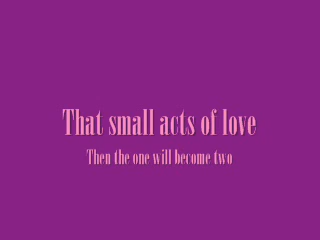 That small acts of love
Then the one will become two